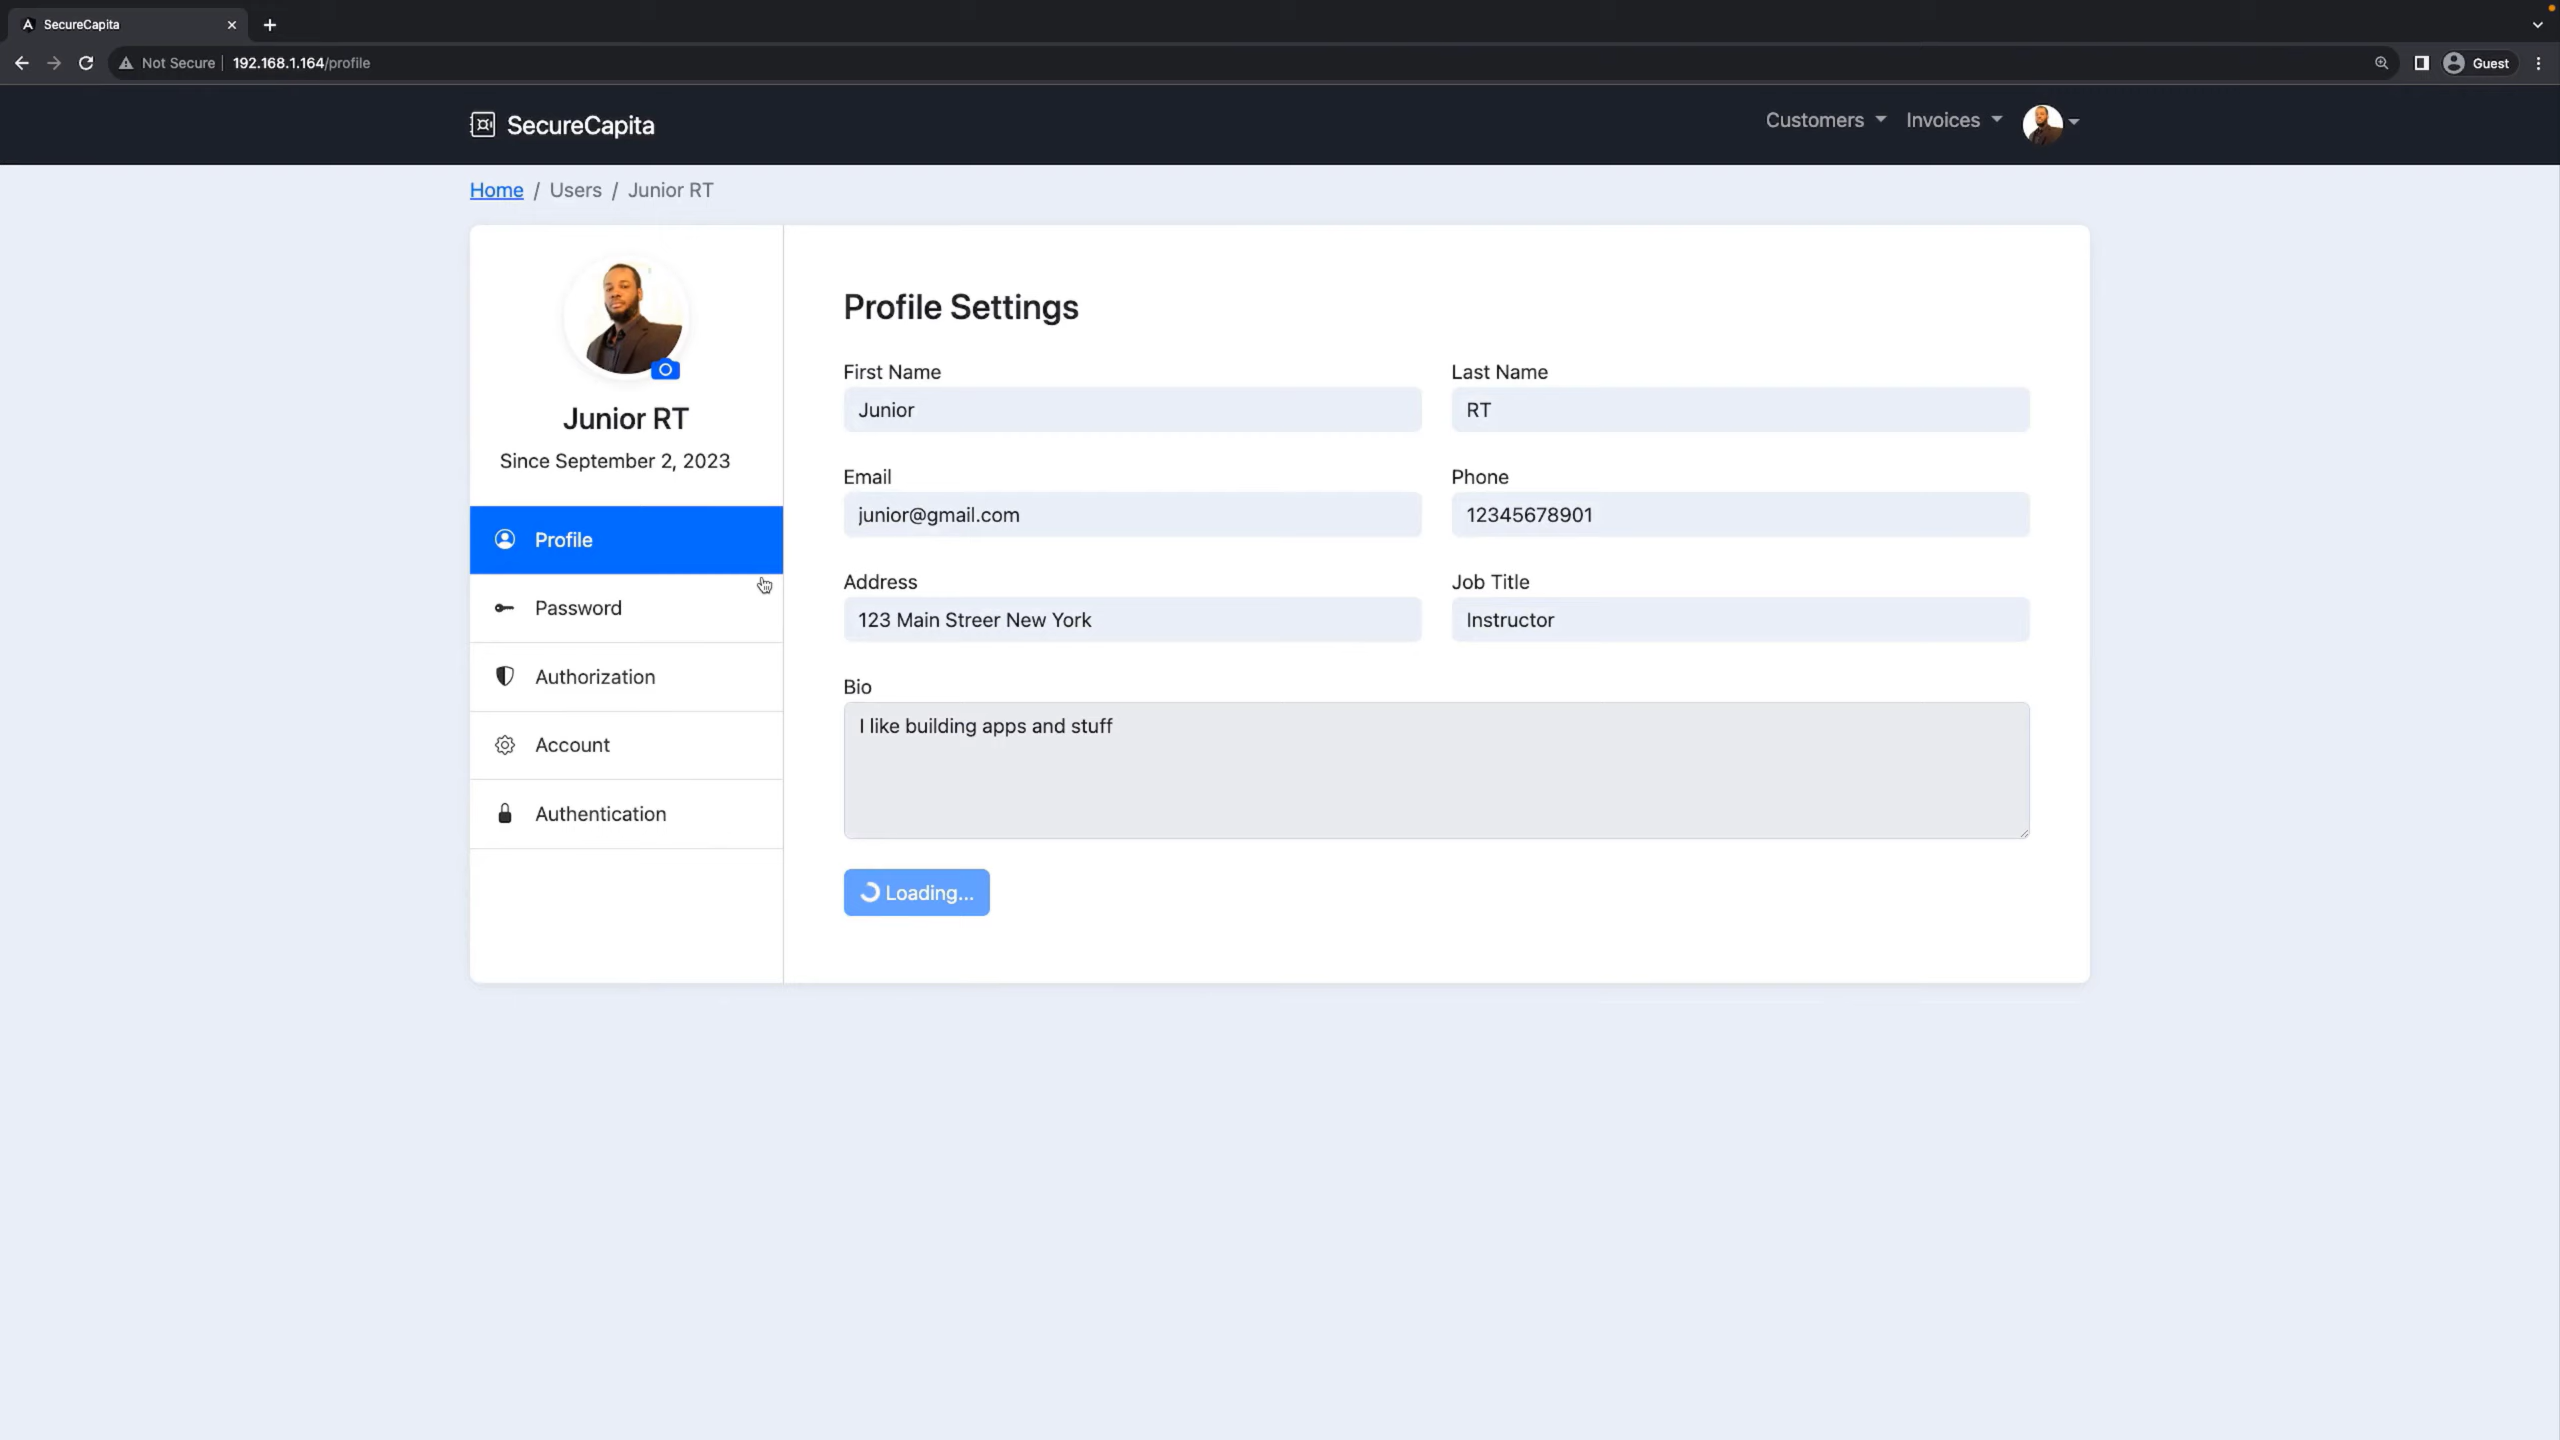 SecureCapita
Not Secure
192.168.1.164/profile
Guest
SecureCapita
Customers
Invoices
Home / Users / Junior RT
Junior RT
Since September 2, 2023
Profile
Password
Authorization
Account
Authentication
Profile Settings
First Name
Last Name
Junior
RT
Email
Phone
junior@gmail.com
12345678901
Address
Job Title
123 Main Streer New York
Instructor
Bio
I like building apps and stuff
Loading...